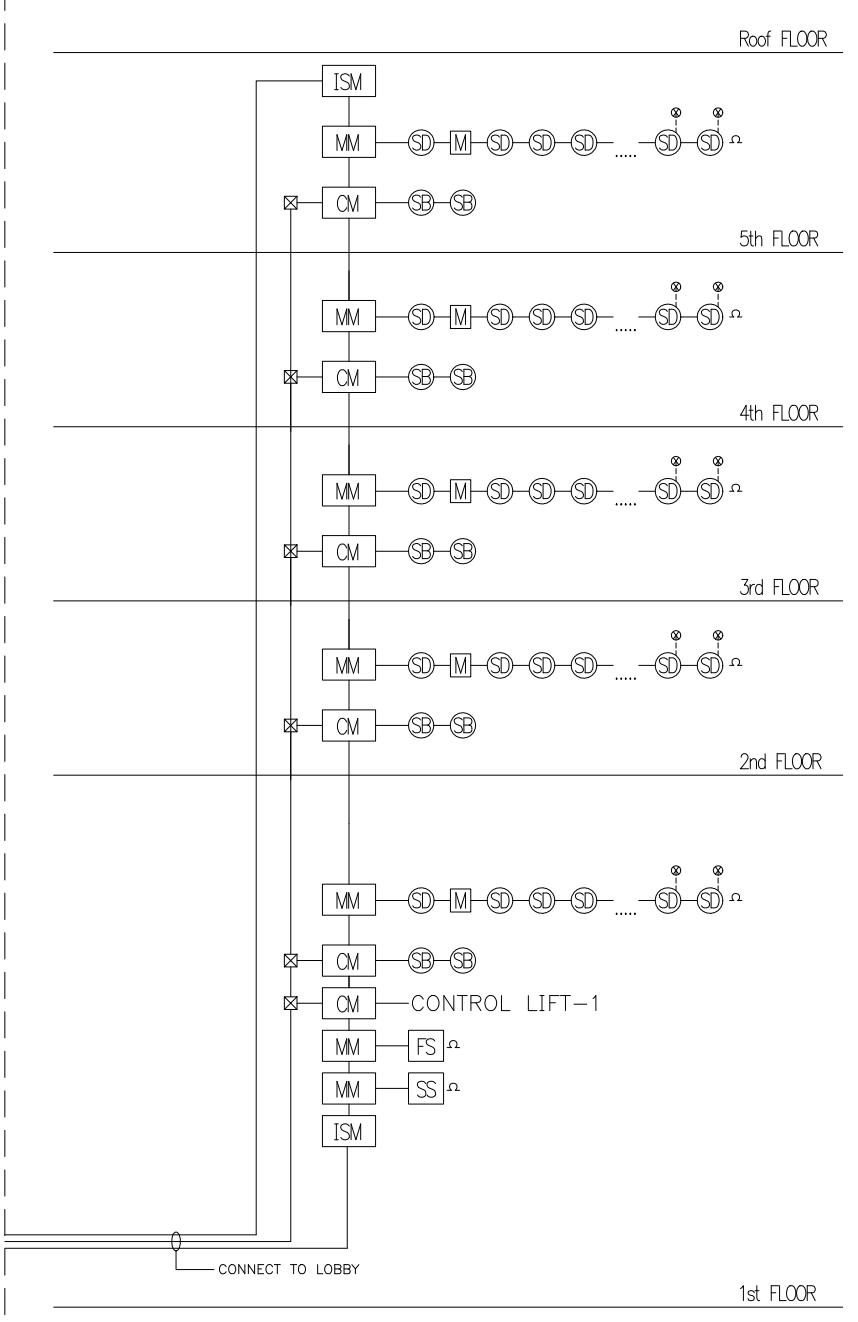 Roof FLOOR
ISM
MM SD M SD SD SD ..... SD SD Ω
CM SB SB
5th FLOOR
MM SD M SD SD SD ..... SD SD Ω
CM SB SB
4th FLOOR
MM SD M SD SD SD ..... SD SD Ω
CM SB SB
3rd FLOOR
MM SD M SD SD SD ..... SD SD Ω
CM SB SB
2nd FLOOR
MM SD M SD SD SD ..... SD SD Ω
CM SB SB
CM CONTROL LIFT-1
MM FS Ω
MM SS Ω
ISM
CONNECT TO LOBBY
1st FLOOR